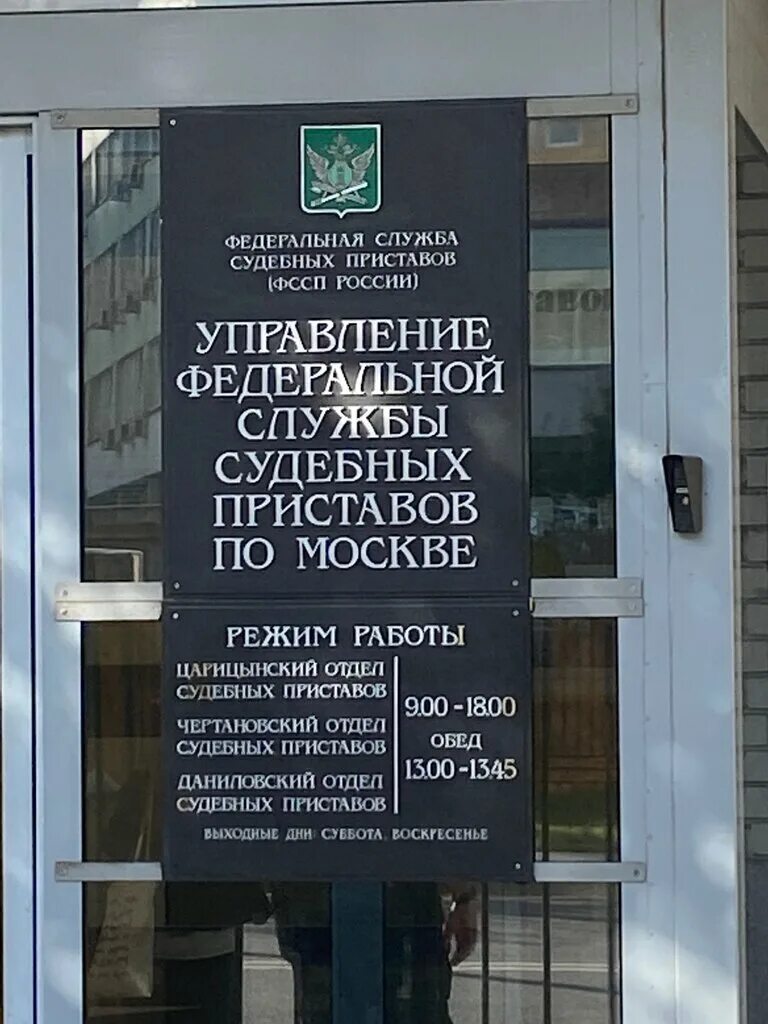 ФЕДЕРАЛЬНАЯ СЛУЖБА
СУДЕБНЫХ ПРИСТАВОВ
(ФССП РОССИИ)
УПРАВЛЕНИЕ
ФЕДЕРАЛЬНОЙ
СЛУЖБЫ
СУДЕБНЫХ
ПРИСТАВОВ
ПО МОСКВЕ
РЕЖИМ РАБОТЫ
ЦАРИЦЫНСКИЙ ОТДЕЛ
СУДЕБНЫХ ПРИСТАВОВ
ЧЕРТАНОВСКИЙ ОТДЕЛ
СУДЕБНЫХ ПРИСТАВОВ
ДАНИЛОВСКИЙ ОТДЕЛ
СУДЕБНЫХ ПРИСТАВОВ
9.00 - 18.00
ОБЕД
13.00 - 13.45
ВЫХОДНЫЕ ДНИ: СУББОТА, ВОСКРЕСЕНЬЕ